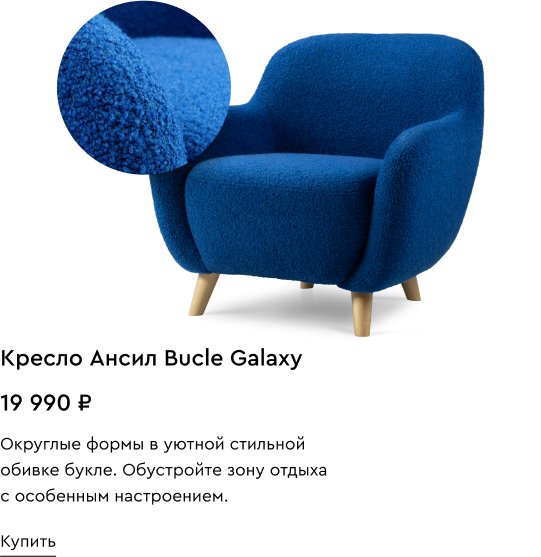 Кресло Ансил Bucle Galaxy
19 990 ₽
Округлые формы в уютной стильной
обивке букле. Обустройте зону отдыха
с особенным настроением.
Купить